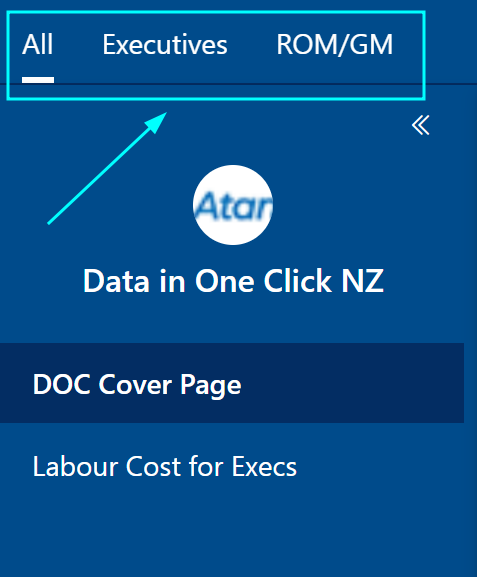 All Executives ROM/GM
Atar
Data in One Click NZ
DOC Cover Page
Labour Cost for Execs